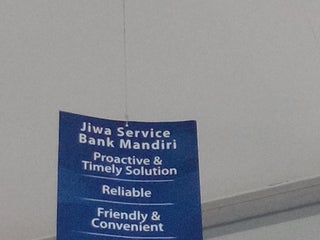 Jiwa Service
Bank Mandiri
Proactive &
Timely Solution
Reliable
Friendly &
Convenient